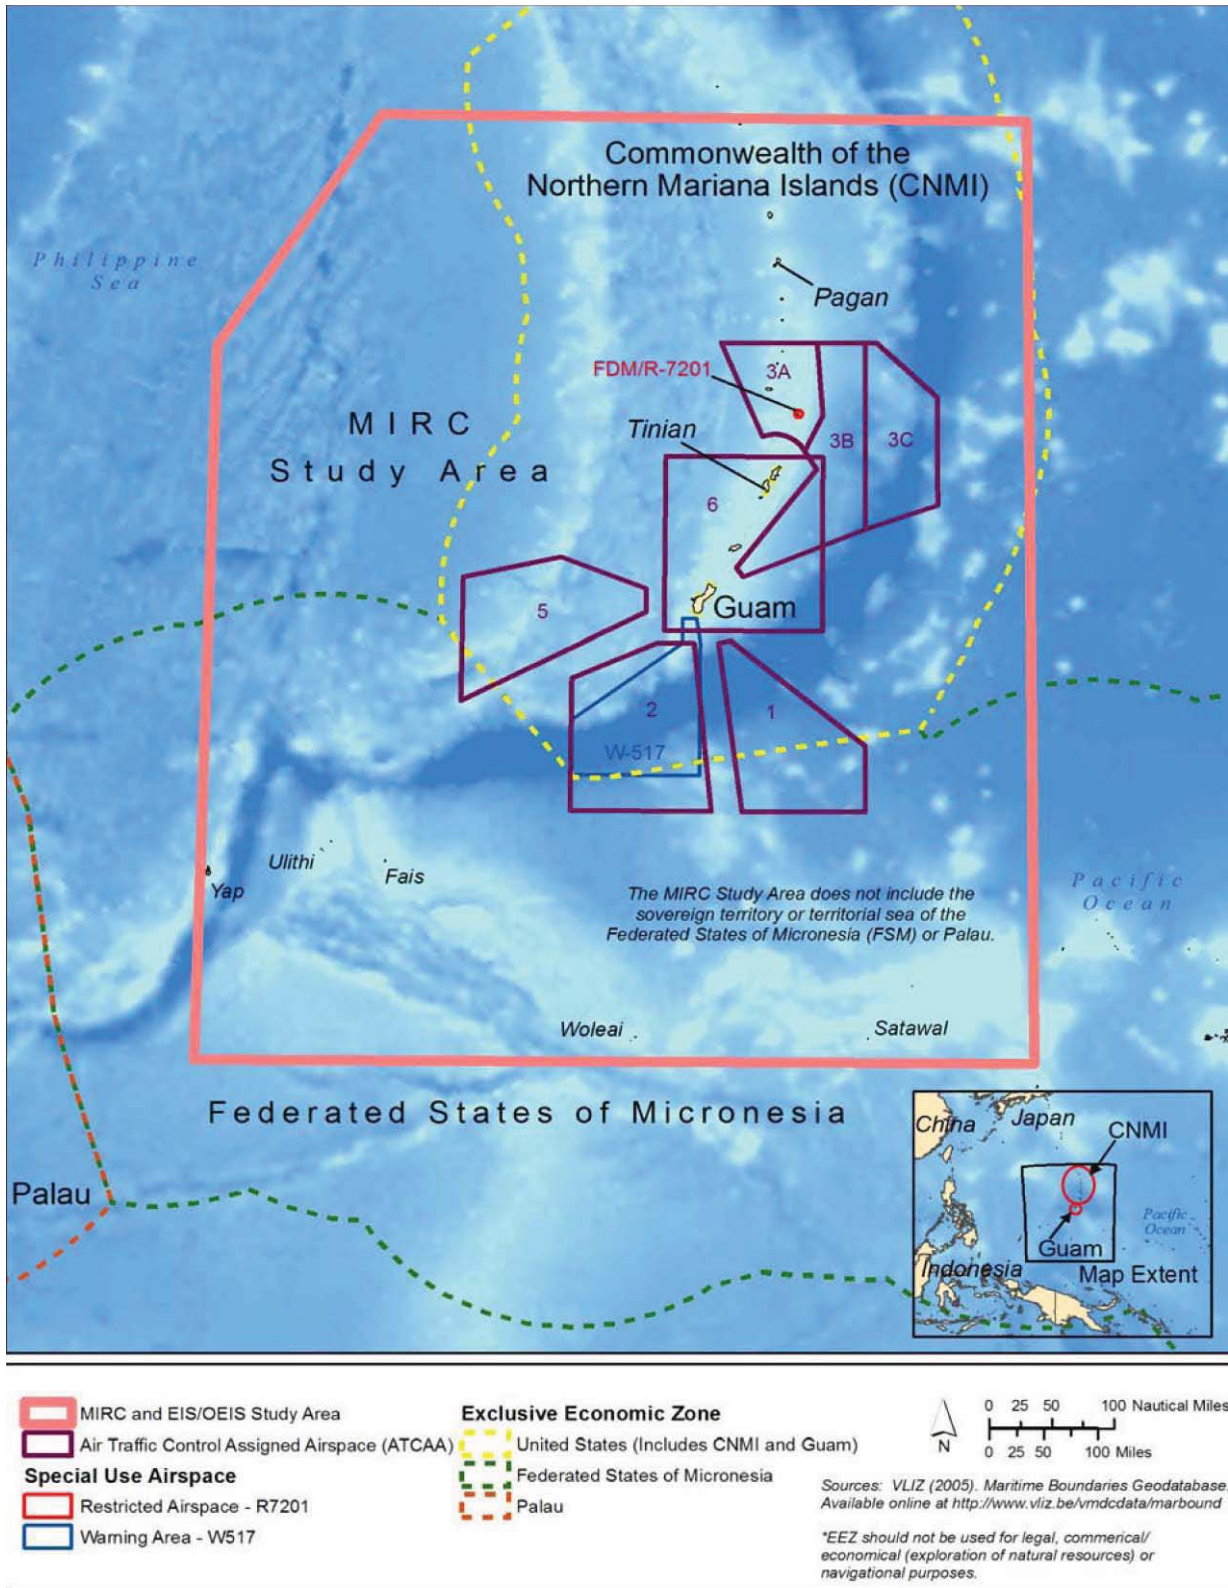 Commonwealth of the
Northern Mariana Islands (CNMI)
Philippine
Sea
Pagan
FDM/R-7201
3A
MIRC
Study Area
Tinian
3B
3C
6
5
Guam
2
1
W-517
Ulithi
Fais
Yap
Pacific
Ocean
The MIRC Study Area does not include the
sovereign territory or territorial sea of the
Federated States of Micronesia (FSM) or Palau.
Woleai
Satawal
Federated States of Micronesia
Palau
China
Japan
CNMI
Pacific
Ocean
Guam
Indonesia
Map Extent
MIRC and EIS/OEIS Study Area
Air Traffic Control Assigned Airspace (ATCAA)
Special Use Airspace
Restricted Airspace - R7201
Warning Area - W517
Exclusive Economic Zone
United States (Includes CNMI and Guam)
Federated States of Micronesia
Palau
N
0 25 50 100 Nautical Miles
0 25 50 100 Miles
Sources: VLIZ (2005). Maritime Boundaries Geodatabase.
Available online at http://www.vliz.be/vmdcdata/marbound
*EEZ should not be used for legal, commerical/
economical (exploration of natural resources) or
navigational purposes.